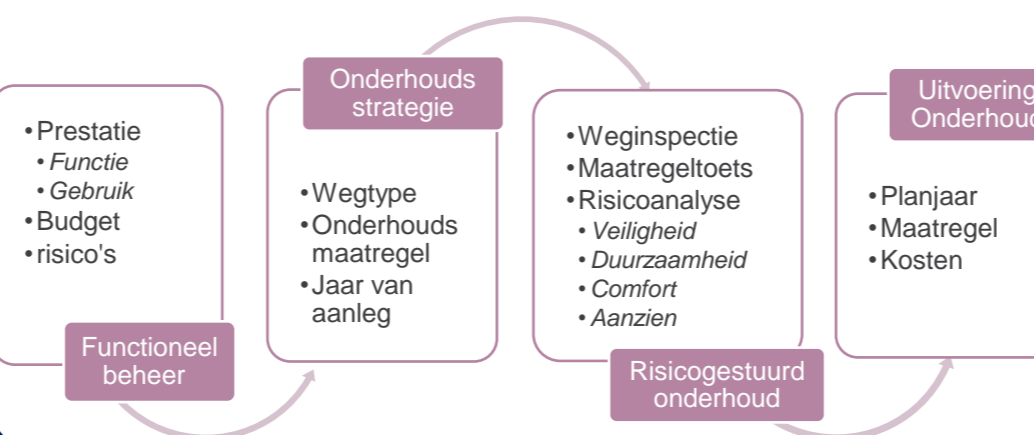 •Prestatie
• Functie
• Gebruik
•Budget
•risico's
Functioneel
beheer
Onderhouds
strategie
•Wegtype
•Onderhouds
maatregel
•Jaar van
aanleg
•Weginspectie
•Maatregeltoets
•Risicoanalyse
• Veiligheid
• Duurzaamheid
• Comfort
• Aanzien
Risicogestuurd
onderhoud
Uitvoering
Onderhoud
•Planjaar
•Maatregel
•Kosten